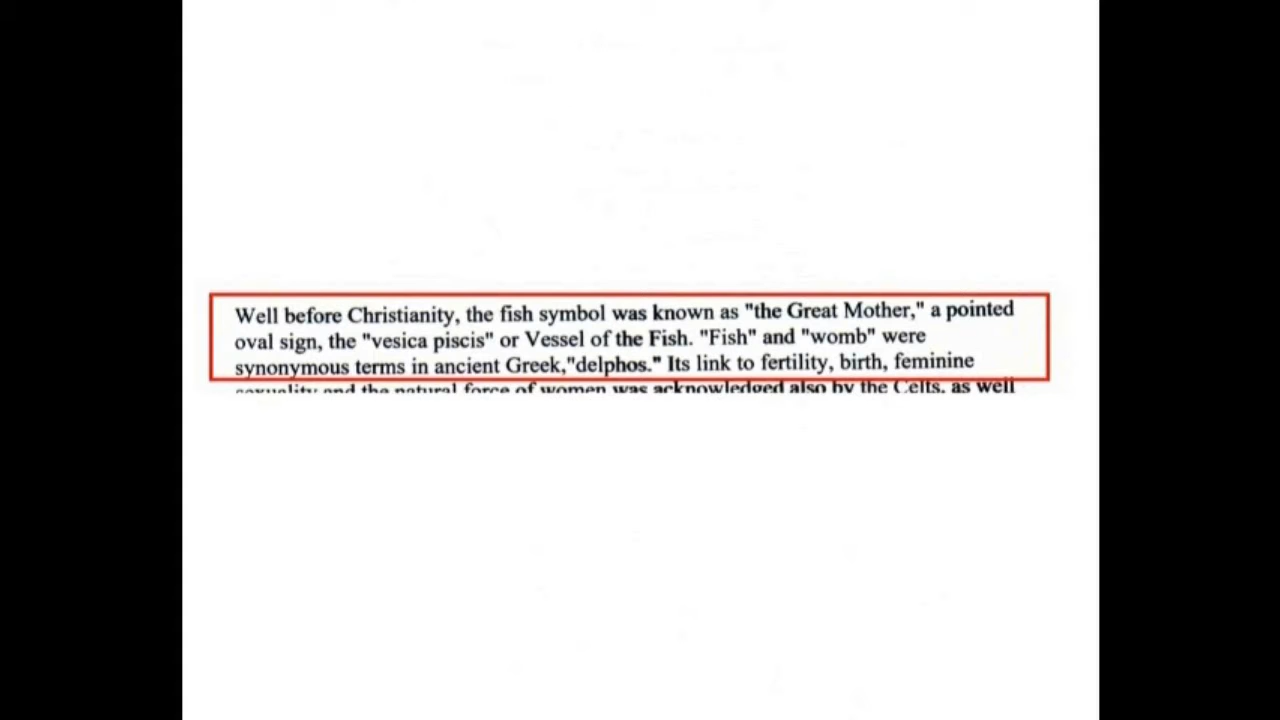 Well before Christianity, the fish symbol was known as "the Great Mother," a pointed
oval sign, the "vesica piscis" or Vessel of the Fish. "Fish" and "womb" were
synonymous terms in ancient Greek,"delphos." Its link to fertility, birth, feminine
sexuality and the natural force of women was acknowledged also by the Celts, as well